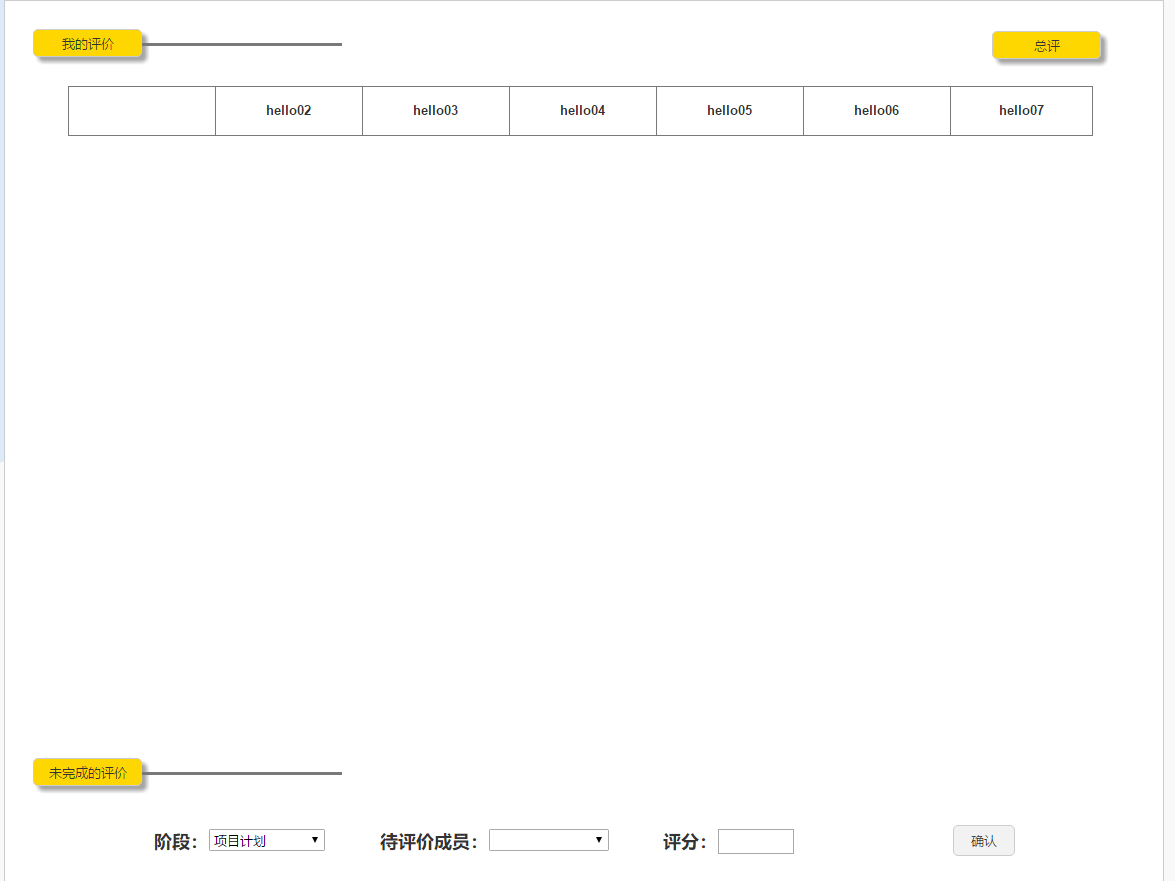 我的评价
总评
hello02 hello03 hello04 hello05 hello06 hello07
未完成的评价
阶段： 项目计划 待评价成员： 评分： 确认